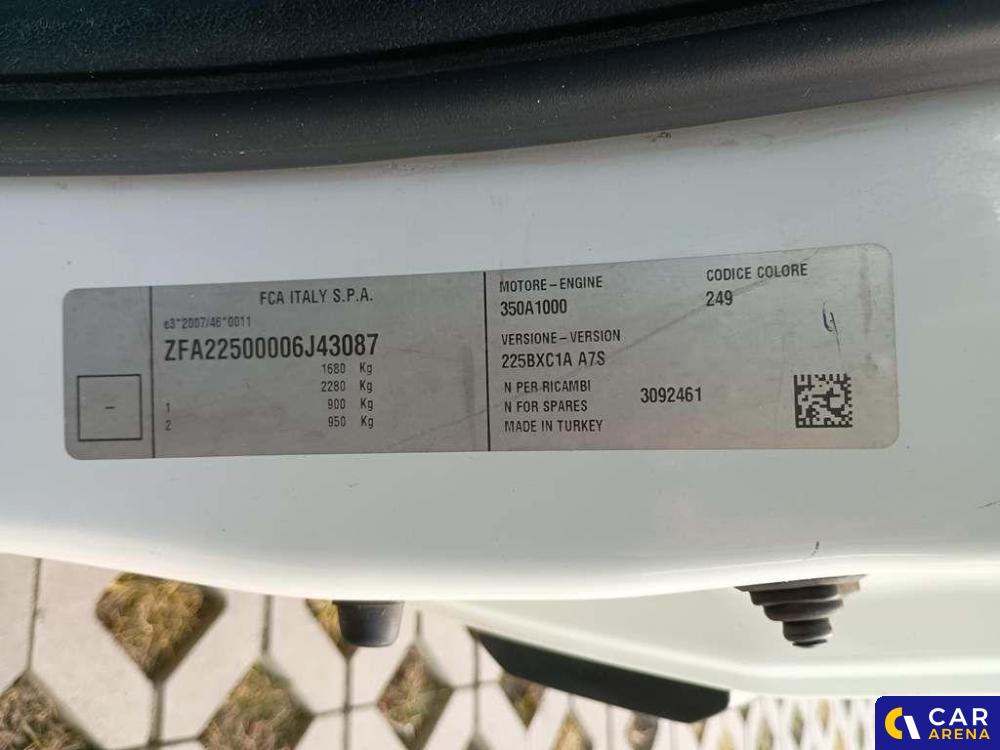 FCA ITALY S.P.A.
e3*2007/46*0011
ZFA22500006J43087
1680 Kg
2280 Kg
1 900 Kg
2 950 Kg
-
MOTORE-ENGINE
350A1000
CODICE COLORE
249
VERSIONE-VERSION
225BXC1A A7S
N PER RICAMBI
N FOR SPARES
3092461
MADE IN TURKEY
CAR
ARENA